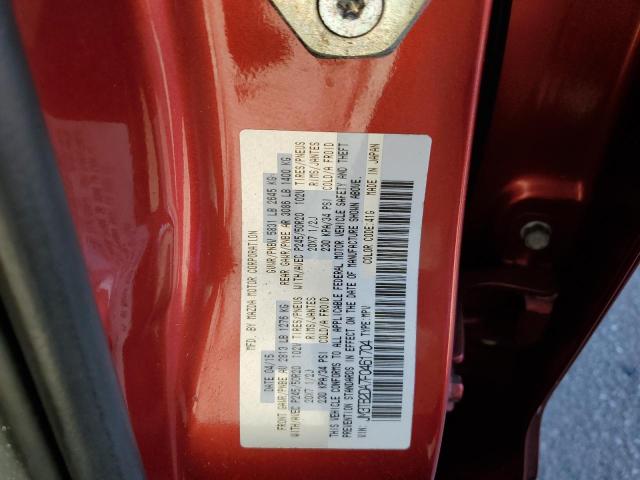 MFD. BY MAZDA MOTOR CORPORATION
DATE 04/15 GVWR/PNBV 5831 LB 2645 KG
FRONT GAWR/PNBE AV 2813 LB 1276 KG REAR GAWR/PNBE AR 3086 LB 1400 KG
WITH/AVEC P245/50R20 102V TIRES/PNEUS WITH/AVEC P245/50R20 102V TIRES/PNEUS
20X7 1/2J RIMS/JANTES 20X7 1/2J RIMS/JANTES
230 KPA/34 PSI COLD/A FROID 230 KPA/34 PSI COLD/A FROID
THIS VEHICLE CONFORMS TO ALL APPLICABLE FEDERAL MOTOR VEHICLE SAFETY AND THEFT
PREVENTION STANDARDS IN EFFECT ON THE DATE OF MANUFACTURE SHOWN ABOVE.
VIN: JM3TB2DA7F0461704 TYPE: MPV COLOR CODE: 41G MADE IN JAPAN